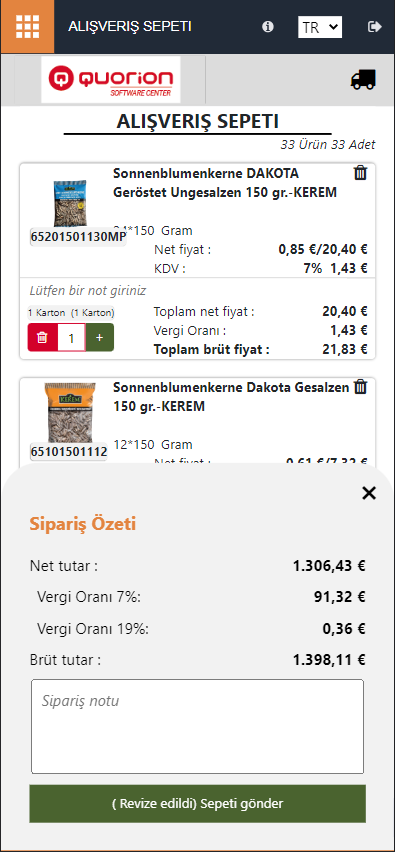 ALIŞVERIŞ SEPETI
TR
QUORION
SOFTWARE CENTER
ALIŞVERIŞ SEPETI
33 Ürün 33 Adet
Sonnenblumenkerne DAKOTA
Geröstet Ungesalzen 150 gr.-KEREM
24*150 Gram
65201501130MP
Net fiyat : 0,85 €/20,40 €
KDV : 7% 1,43 €
Lütfen bir not giriniz
1 Karton (1 Karton)
Toplam net fiyat : 20,40 €
1 +
Vergi Oranı : 1,43 €
Toplam brüt fiyat : 21,83 €
Sonnenblumenkerne Dakota Gesalzen
150 gr.-KEREM
KEREM
12*150 Gram
65101501112
Net fiyat : 0,61 €/7,32 €
Sipariş Özeti
Net tutar : 1.306,43 €
Vergi Oranı 7%: 91,32 €
Vergi Oranı 19%: 0,36 €
Brüt tutar : 1.398,11 €
Sipariş notu
( Revize edildi) Sepeti gönder